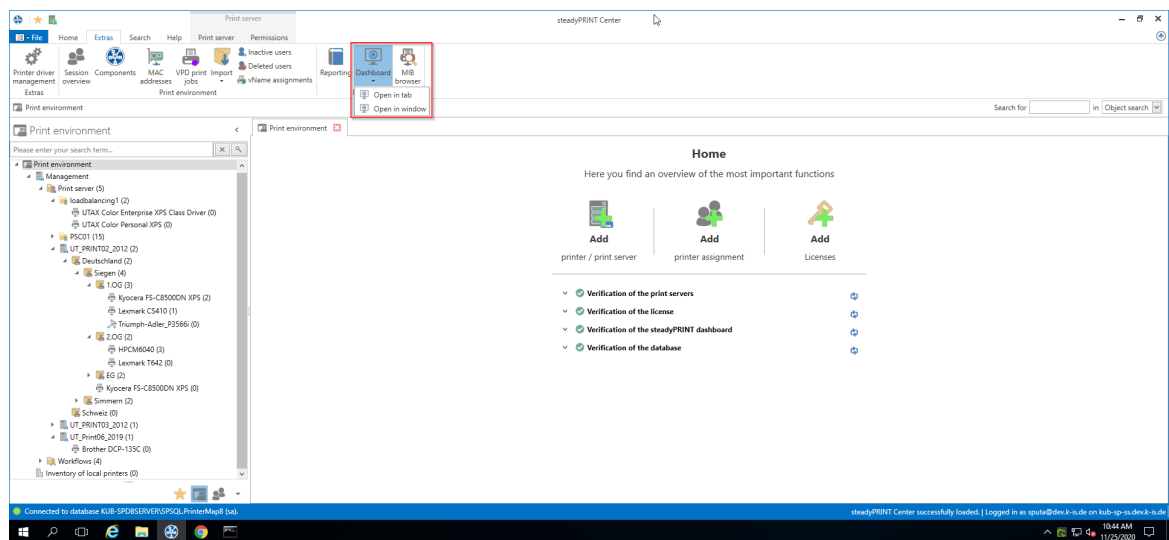 Print server
steadyPRINT Center
File Home Extras Search Help Print server Permissions
Printer driver management
Session overview
Components
MAC addresses
VPD print jobs
Import
Inactive users
Deleted users
vName assignments
Reporting
Dashboard
MIB browser
Extras
Print environment
Open in tab
Open in window
Print environment
Search for in Object search
Print environment
Print environment
Please enter your search term...
Print environment
Management
Print server (5)
loadbalancing1 (2)
UTAX Color Enterprise XPS Class Driver (0)
UTAX Color Personal XPS (0)
PSC01 (15)
UT_PRINT02_2012 (2)
Deutschland (2)
Siegen (4)
1.OG (3)
Kyocera FS-C8500DN XPS (2)
Lexmark CS410 (1)
Triumph-Adler_P3566i (0)
2.OG (2)
HPCM6040 (3)
Lexmark T642 (0)
EG (2)
Kyocera FS-C8500DN XPS (0)
Simmern (2)
Schweiz (0)
UT_PRINT03_2012 (1)
UT_Print06_2019 (1)
Brother DCP-135C (0)
Workflows (4)
Inventory of local printers (0)
Home
Here you find an overview of the most important functions
Add
printer / print server
Add
printer assignment
Add
Licenses
Verification of the print servers
Verification of the license
Verification of the steadyPRINT dashboard
Verification of the database
Connected to database KUB-SPDBSERVER\SPSQL.PrinterMap8 (sa).
steadyPRINT Center successfully loaded. | Logged in as sputa@dev.k-is.de on kub-sp-ss.dev.k-is.de
10:44 AM
11/25/2020